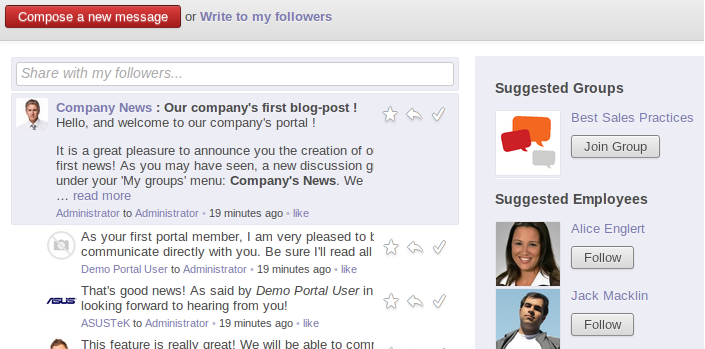 Compose a new message or Write to my followers
Share with my followers...
Company News : Our company's first blog-post !
Hello, and welcome to our company's portal !
It is a great pleasure to announce you the creation of
first news! As you may have seen, a new discussion
under your 'My groups' menu: Company's News. We
… read more
Administrator to Administrator • 19 minutes ago • like
As your first portal member, I am very pleased to
communicate directly with you. Be sure I'll read all
Demo Portal User to Administrator • 19 minutes ago • like
ASUS
That's good news! As said by Demo Portal User in
looking forward to hearing from you!
ASUSTeK to Administrator • 19 minutes ago • like
This feature is really great! We will be able to
Suggested Groups
Best Sales Practices
Join Group
Suggested Employees
Alice Englert
Follow
Jack Macklin
Follow